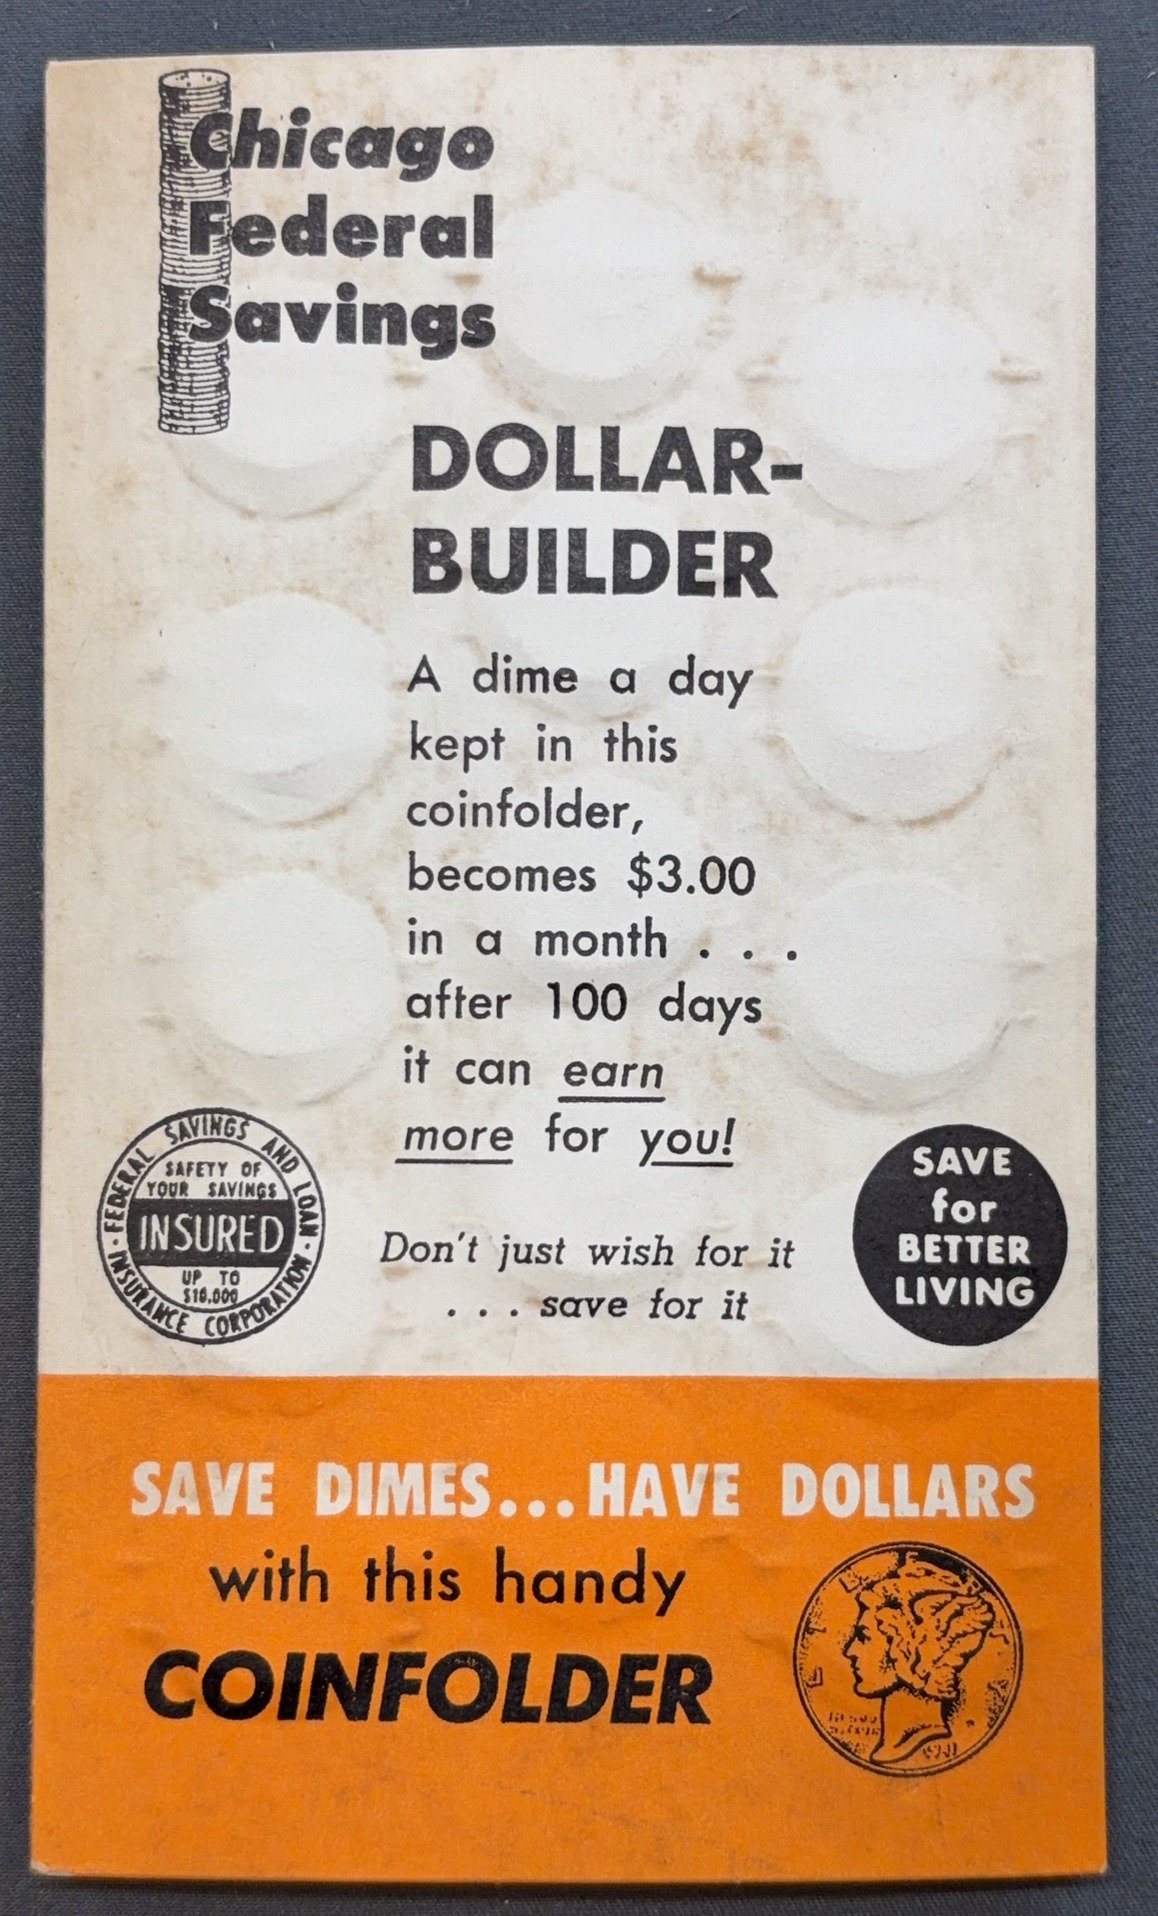 Chicago
Federal
Savings
DOLLAR-
BUILDER
A dime a day
kept in this
coinfolder,
becomes $3.00
in a month . . .
after 100 days
it can earn
more for you!
FEDERAL SAVINGS AND LOAN
INSURANCE CORPORATION
SAFETY OF
YOUR SAVINGS
INSURED
UP TO
$10,000
Don't just wish for it
. . . save for it
SAVE
for
BETTER
LIVING
SAVE DIMES...HAVE DOLLARS
with this handy
COINFOLDER